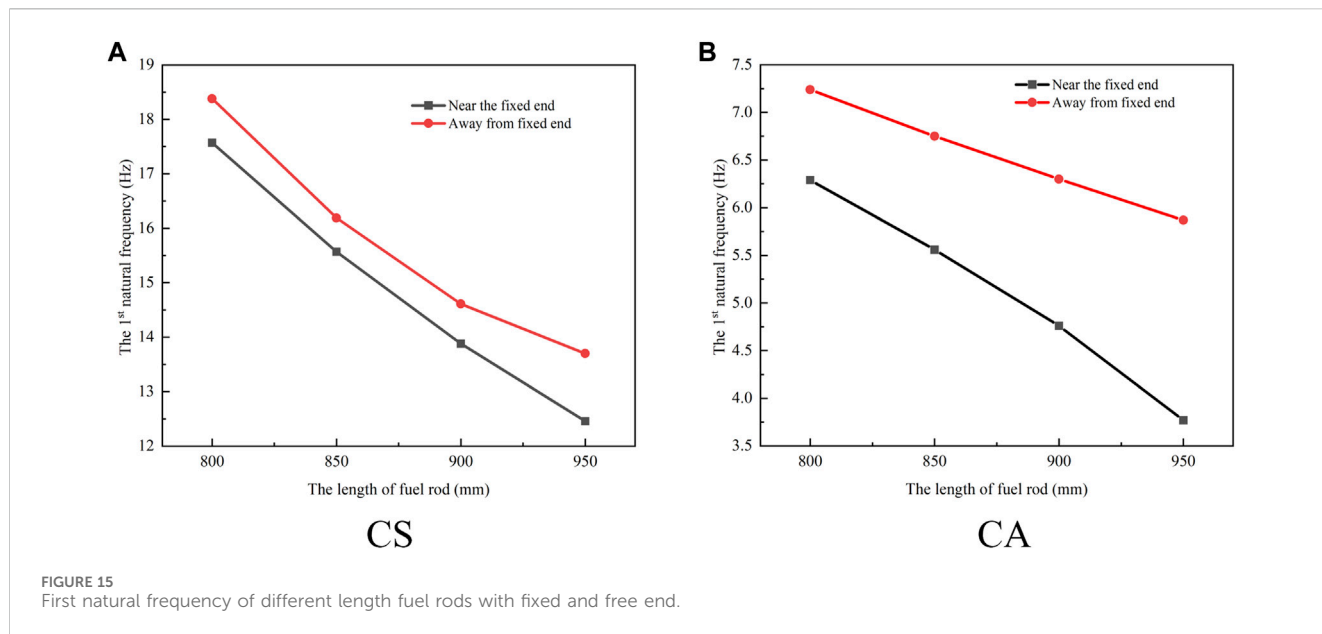 A
19
18
17
16
15
14
13
12
800 850 900 950
The 1st natural frequency (Hz)
The length of fuel rod (mm)
Near the fixed end
Away from fixed end
CS
B
7.5
7.0
6.5
6.0
5.5
5.0
4.5
4.0
3.5
800 850 900 950
The 1st natural frequency (Hz)
The length of fuel rod (mm)
Near the fixed end
Away from fixed end
CA
FIGURE 15
First natural frequency of different length fuel rods with fixed and free end.